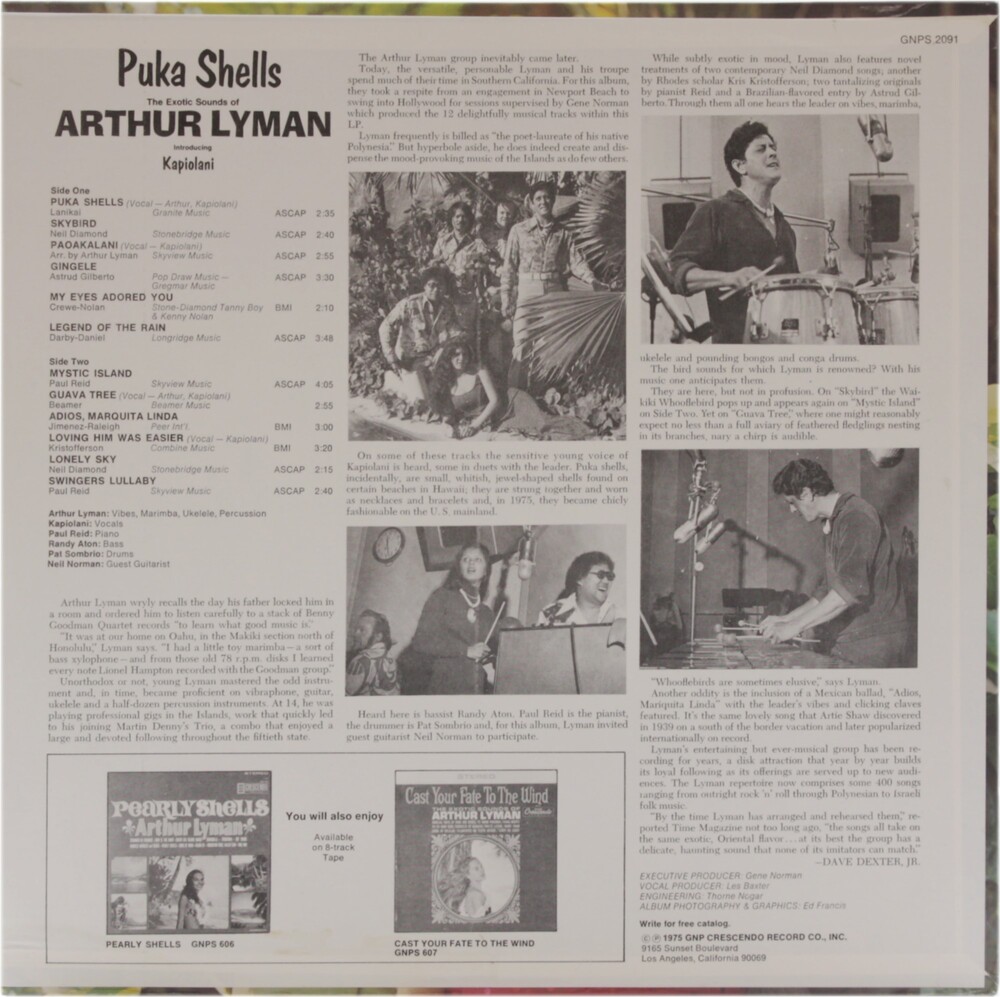 GNPS 2091
Puka Shells
The Exotic Sounds of
ARTHUR LYMAN
Introducing
Kapiolani
Side One
PUKA SHELLS (Vocal — Arthur, Kapiolani)
Lanikai Granite Music ASCAP 2:35
SKYBIRD
Neil Diamond Stonebridge Music ASCAP 2:40
PAOAKALANI (Vocal — Kapiolani)
Arr. by Arthur Lyman Skyview Music ASCAP 2:55
GINGELE
Astrud Gilberto Pop Draw Music — ASCAP 3:30
Gregmar Music
MY EYES ADORED YOU
Crewe-Nolan Stone-Diamond Tanny Boy BMI 2:10
& Kenny Nolan
LEGEND OF THE RAIN
Darby-Daniel Longridge Music ASCAP 3:48
Side Two
MYSTIC ISLAND
Paul Reid Skyview Music ASCAP 4:05
GUAVA TREE (Vocal — Arthur, Kapiolani)
Beamer Beamer Music 2:55
ADIOS, MARQUITA LINDA
Jimenez-Raleigh Peer Int'l. BMI 3:00
LOVING HIM WAS EASIER (Vocal — Kapiolani)
Kristofferson Combine Music BMI 3:20
LONELY SKY
Neil Diamond Stonebridge Music ASCAP 2:15
SWINGERS LULLABY
Paul Reid Skyview Music ASCAP 2:40
Arthur Lyman: Vibes, Marimba, Ukelele, Percussion
Kapiolani: Vocals
Paul Reid: Piano
Randy Aton: Bass
Pat Sombrio: Drums
Neil Norman: Guest Guitarist
Arthur Lyman wryly recalls the day his father locked him in
a room and ordered him to listen carefully to a stack of Benny
Goodman Quartet records "to learn what good music is."
"It was at our home on Oahu, in the Makiki section north of
Honolulu," Lyman says. "I had a little toy marimba—a sort of
bass xylophone—and from those old 78 r.p.m. disks I learned
every note Lionel Hampton recorded with the Goodman group."
Unorthodox or not, young Lyman mastered the odd instru-
ment and, in time, became proficient on vibraphone, guitar,
ukelele and a half-dozen percussion instruments. At 14, he was
playing professional gigs in the Islands, work that quickly led
to his joining Martin Denny's Trio, a combo that enjoyed a
large and devoted following throughout the fiftieth state.
The Arthur Lyman group inevitably came later.
Today, the versatile, personable Lyman and his troupe
spend much of their time in Southern California. For this album,
they took a respite from an engagement in Newport Beach to
swing into Hollywood for sessions supervised by Gene Norman
which produced the 12 delightfully musical tracks within this
LP.
Lyman frequently is billed as "the poet-laureate of his native
Polynesia." But hyperbole aside, he does indeed create and dis-
pense the mood-provoking music of the Islands as do few others.
On some of these tracks the sensitive young voice of
Kapiolani is heard, some in duets with the leader. Puka shells,
incidentally, are small, whitish, jewel-shaped shells found on
certain beaches in Hawaii; they are strung together and worn
as necklaces and bracelets and, in 1975, they became chicly
fashionable on the U. S. mainland.
Heard here is bassist Randy Aton. Paul Reid is the pianist,
the drummer is Pat Sombrio and, for this album, Lyman invited
guest guitarist Neil Norman to participate.
While subtly exotic in mood, Lyman also features novel
treatments of two contemporary Neil Diamond songs; another
by Rhodes scholar Kris Kristofferson; two tantalizing originals
by pianist Reid and a Brazilian-flavored entry by Astrud Gil-
berto. Through them all one hears the leader on vibes, marimba,
ukelele and pounding bongos and conga drums.
The bird sounds for which Lyman is renowned? With his
music one anticipates them.
They are here, but not in profusion. On "Skybird" the Wai-
kiki Whooflebird pops up and appears again on "Mystic Island"
on Side Two. Yet on "Guava Tree," where one might reasonably
expect no less than a full aviary of feathered fledglings nesting
in its branches, nary a chirp is audible.
"Whooflebirds are sometimes elusive," says Lyman.
Another oddity is the inclusion of a Mexican ballad, "Adios,
Mariquita Linda" with the leader's vibes and clicking claves
featured. It's the same lovely song that Artie Shaw discovered
in 1939 on a south of the border vacation and later popularized
internationally on record.
Lyman's entertaining but ever-musical group has been re-
cording for years, a disk attraction that year by year builds
its loyal following as its offerings are served up to new audi-
ences. The Lyman repertoire now comprises some 400 songs
ranging from outright rock 'n' roll through Polynesian to Israeli
folk music.
"By the time Lyman has arranged and rehearsed them," re-
ported Time Magazine not too long ago, "the songs all take on
the same exotic, Oriental flavor...at its best the group has a
delicate, haunting sound that none of its imitators can match."
—DAVE DEXTER, JR.
EXECUTIVE PRODUCER: Gene Norman
VOCAL PRODUCER: Les Baxter
ENGINEERING: Thorne Nogar
ALBUM PHOTOGRAPHY & GRAPHICS: Ed Francis
Write for free catalog.
© ℗ 1975 GNP CRESCENDO RECORD CO., INC.
9165 Sunset Boulevard
Los Angeles, California 90069
Pearly Shells
Arthur Lyman
You will also enjoy
Available
on 8-track
Tape
STEREO
Cast Your Fate To The Wind
THE EXOTIC SOUNDS OF
ARTHUR LYMAN
Crescendo
PEARLY SHELLS GNPS 606
CAST YOUR FATE TO THE WIND
GNPS 607